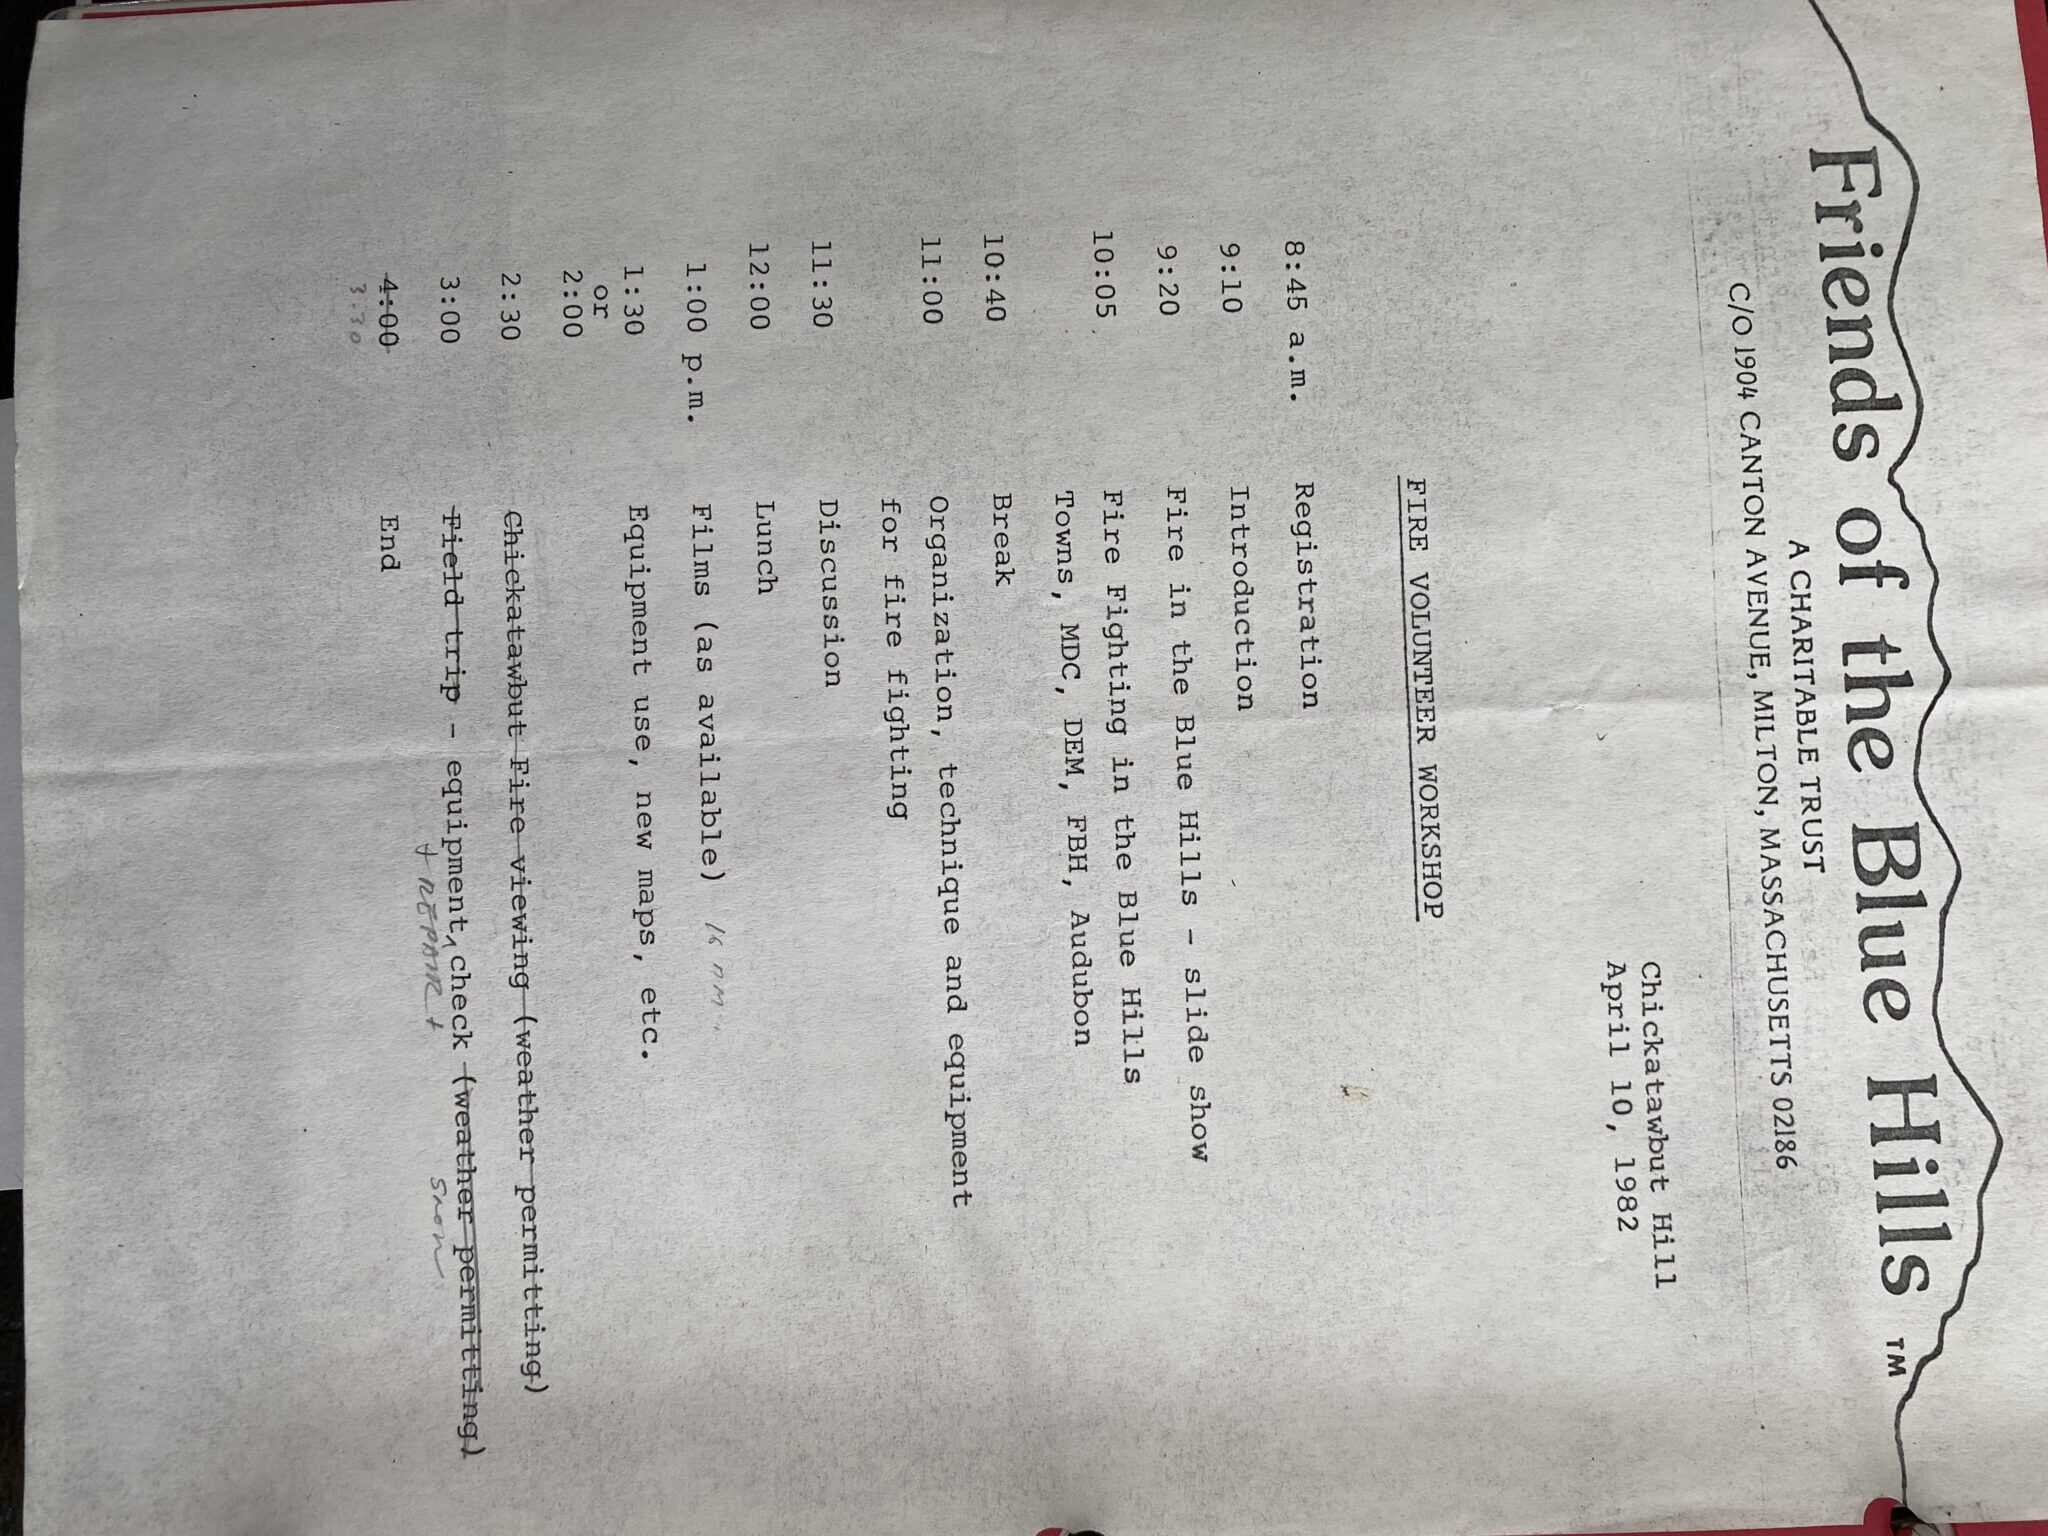 Friends of the Blue Hills ™
A CHARITABLE TRUST
C/O 1904 CANTON AVENUE, MILTON, MASSACHUSETTS 02186
Chickatawbut Hill
April 10, 1982
FIRE VOLUNTEER WORKSHOP
8:45 a.m. Registration
9:10 Introduction
9:20 Fire in the Blue Hills - slide show
10:05 Fire Fighting in the Blue Hills
Towns, MDC, DEM, FBH, Audubon
10:40 Break
11:00 Organization, technique and equipment
for fire fighting
11:30 Discussion
12:00 Lunch
1:00 p.m. Films (as available) 16 mm.
1:30 Equipment use, new maps, etc.
or
2:00
2:30 Chickatawbut Fire viewing (weather permitting)
3:00 Field trip - equipment check (weather permitting)
+ REPAIR + snow
4:00 End
3:30